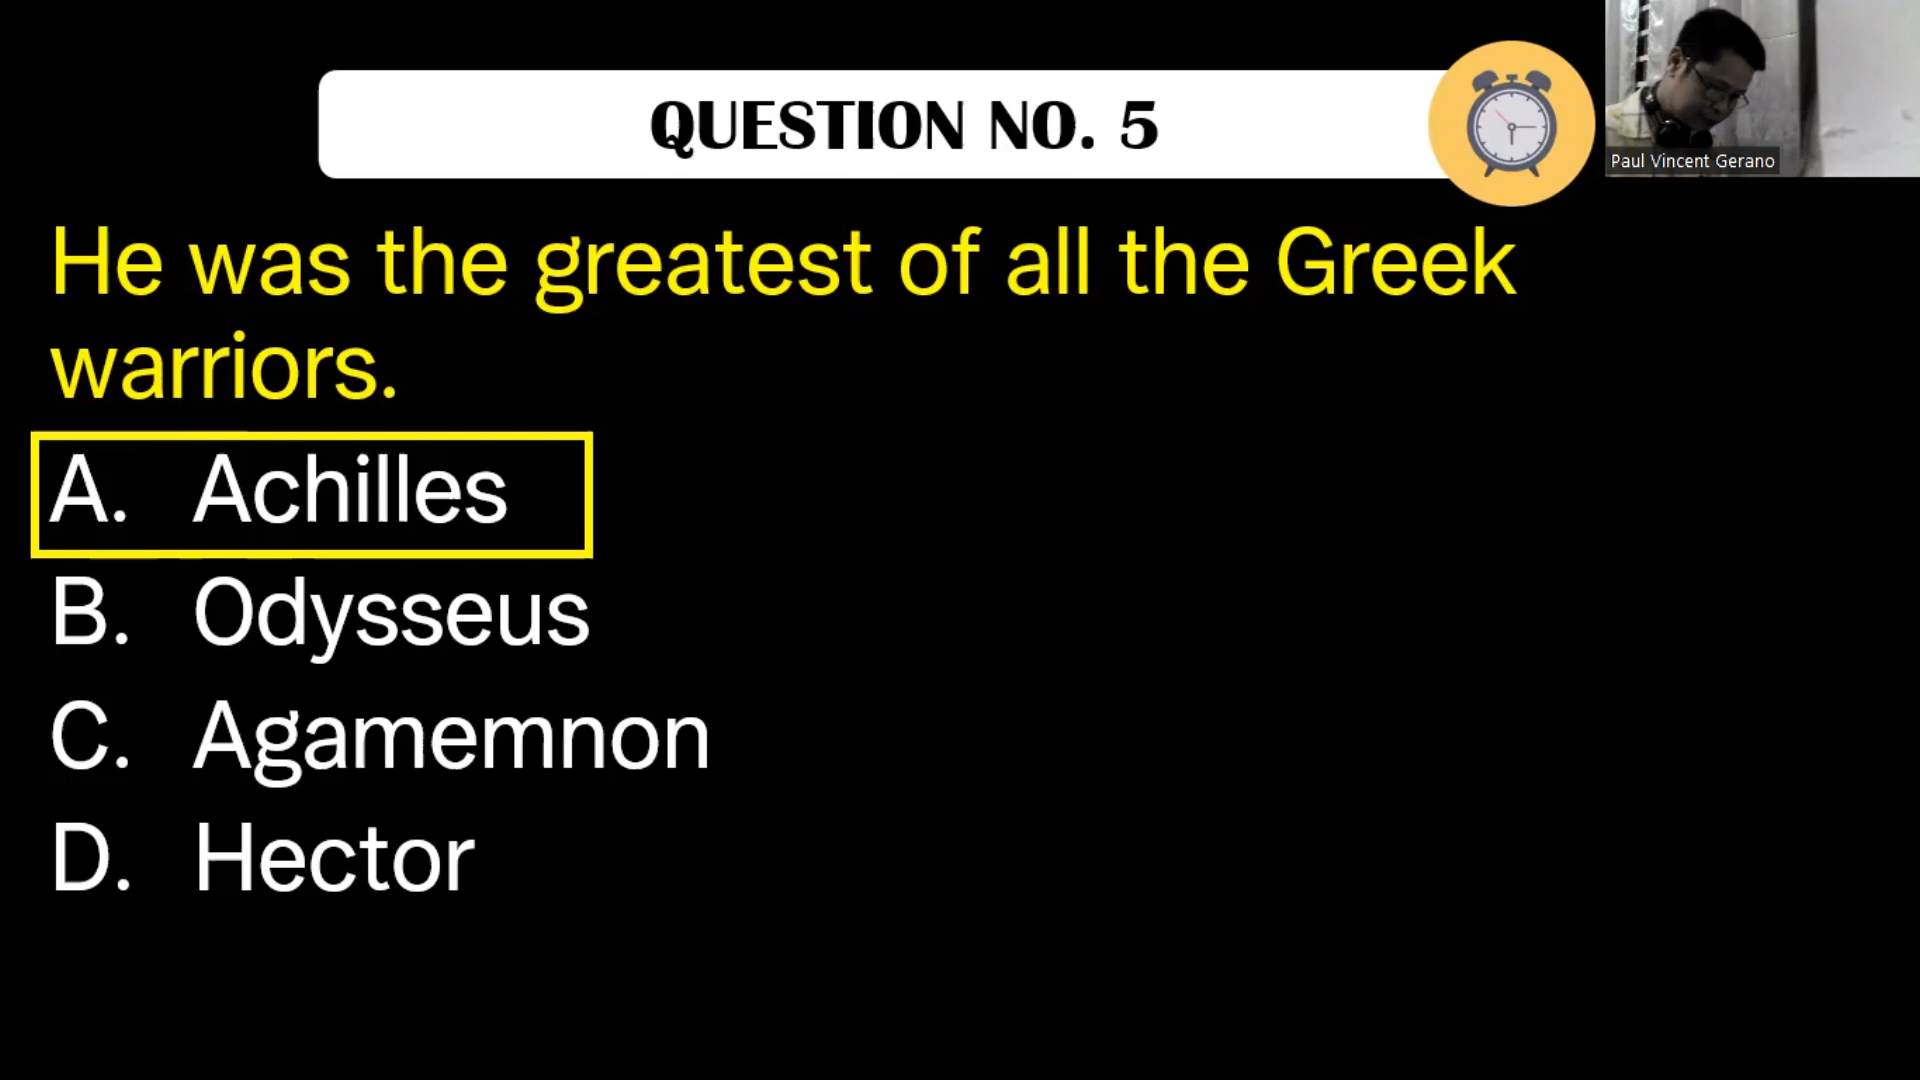 QUESTION NO. 5
Paul Vincent Gerano
He was the greatest of all the Greek
warriors.
A. Achilles
B. Odysseus
C. Agamemnon
D. Hector